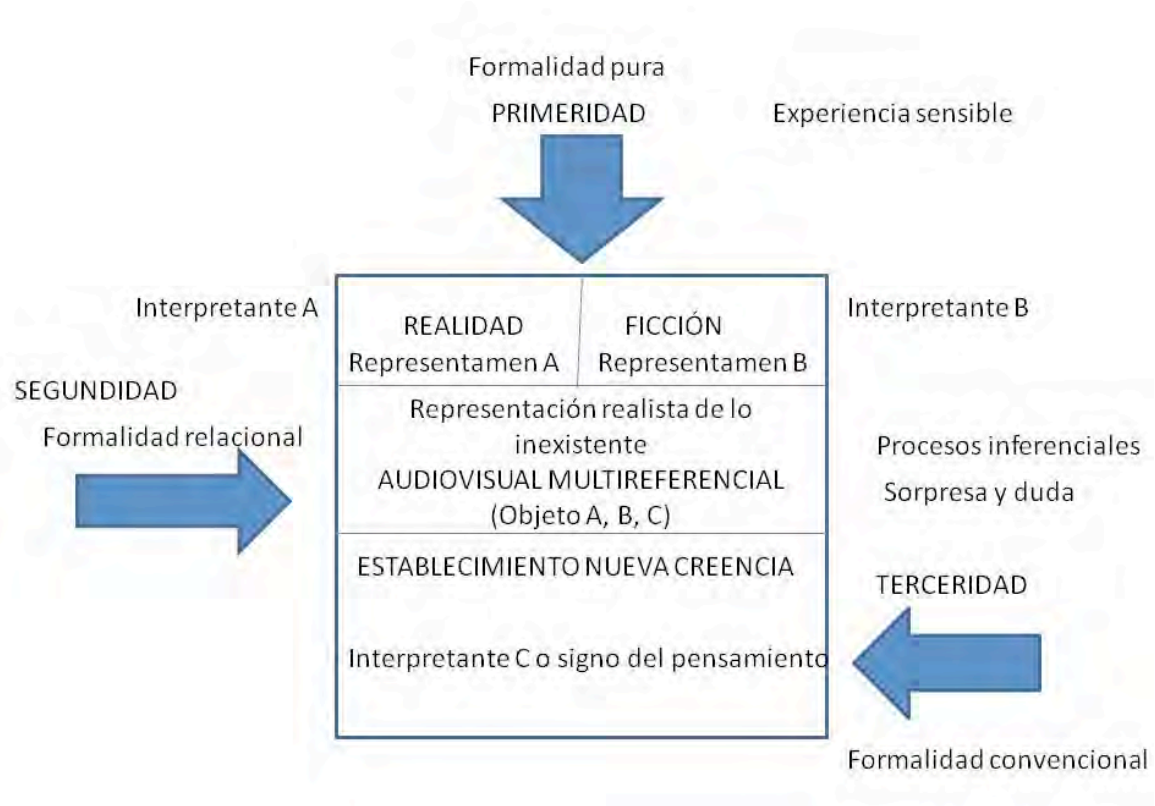 Formalidad pura
PRIMERIDAD
Experiencia sensible
Interpretante A
REALIDAD
Representamen A
FICCIÓN
Representamen B
Interpretante B
SEGUNDIDAD
Formalidad relacional
Representación realista de lo
inexistente
AUDIOVISUAL MULTIREFERENCIAL
(Objeto A, B, C)
Procesos inferenciales
Sorpresa y duda
ESTABLECIMIENTO NUEVA CREENCIA
TERCERIDAD
Interpretante C o signo del pensamiento
Formalidad convencional